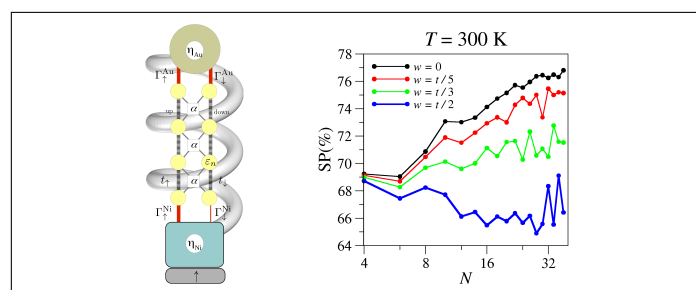 η_Au
Γ↑^Au Γ↓^Au
α
up down
α
ε_n
t↑ α t↓
Γ↑^Ni Γ↓^Ni
η_Ni
↑
T = 300 K
SP(%)
78
76
74
72
70
68
66
64
w = 0
w = t/5
w = t/3
w = t/2
4 8 16 32
N